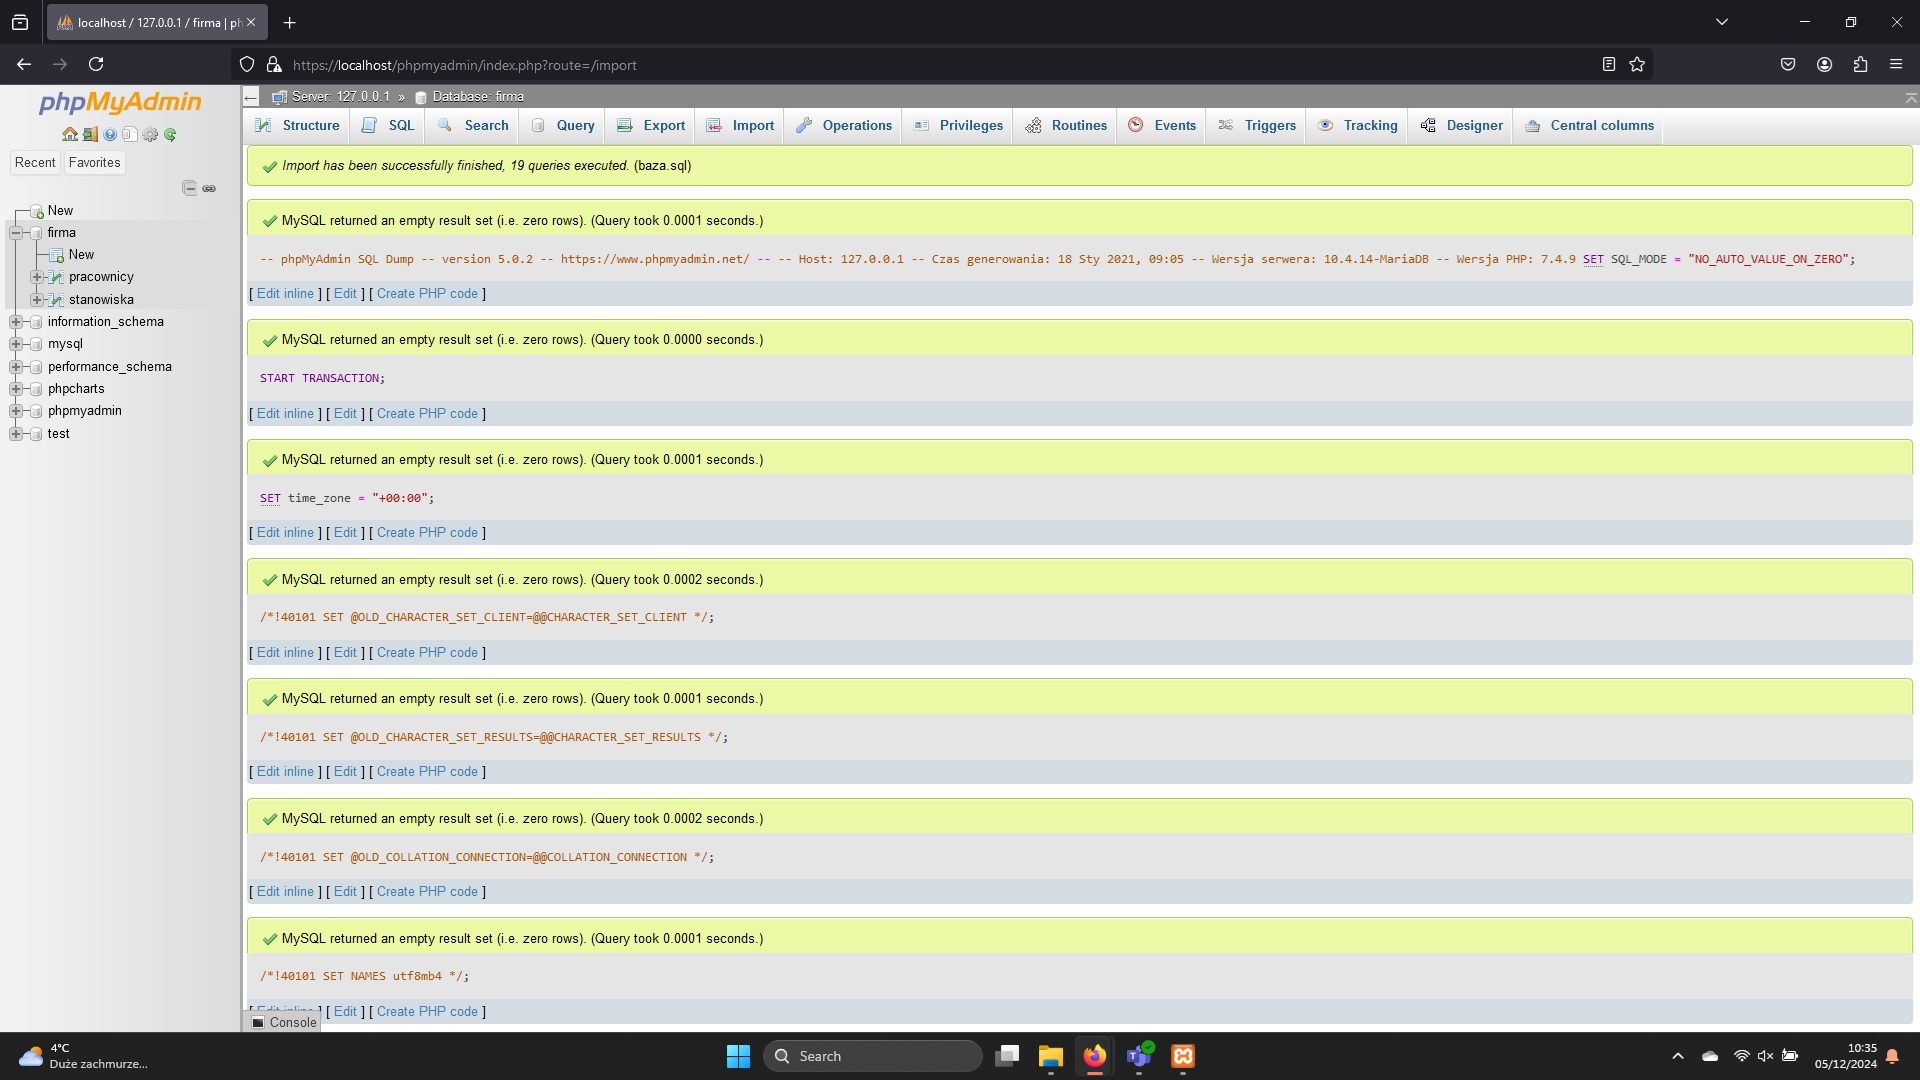 localhost / 127.0.0.1 / firma | ph
https://localhost/phpmyadmin/index.php?route=/import
phpMyAdmin
Recent
Favorites
New
firma
New
pracownicy
stanowiska
information_schema
mysql
performance_schema
phpcharts
phpmyadmin
test
Server: 127.0.0.1 » Database: firma
Structure SQL Search Query Export Import Operations Privileges Routines Events Triggers Tracking Designer Central columns
Import has been successfully finished, 19 queries executed. (baza.sql)
MySQL returned an empty result set (i.e. zero rows). (Query took 0.0001 seconds.)
-- phpMyAdmin SQL Dump -- version 5.0.2 -- https://www.phpmyadmin.net/ -- -- Host: 127.0.0.1 -- Czas generowania: 18 Sty 2021, 09:05 -- Wersja serwera: 10.4.14-MariaDB -- Wersja PHP: 7.4.9 SET SQL_MODE = "NO_AUTO_VALUE_ON_ZERO";
[ Edit inline ] [ Edit ] [ Create PHP code ]
MySQL returned an empty result set (i.e. zero rows). (Query took 0.0000 seconds.)
START TRANSACTION;
[ Edit inline ] [ Edit ] [ Create PHP code ]
MySQL returned an empty result set (i.e. zero rows). (Query took 0.0001 seconds.)
SET time_zone = "+00:00";
[ Edit inline ] [ Edit ] [ Create PHP code ]
MySQL returned an empty result set (i.e. zero rows). (Query took 0.0002 seconds.)
/*!40101 SET @OLD_CHARACTER_SET_CLIENT=@@CHARACTER_SET_CLIENT */;
[ Edit inline ] [ Edit ] [ Create PHP code ]
MySQL returned an empty result set (i.e. zero rows). (Query took 0.0001 seconds.)
/*!40101 SET @OLD_CHARACTER_SET_RESULTS=@@CHARACTER_SET_RESULTS */;
[ Edit inline ] [ Edit ] [ Create PHP code ]
MySQL returned an empty result set (i.e. zero rows). (Query took 0.0002 seconds.)
/*!40101 SET @OLD_COLLATION_CONNECTION=@@COLLATION_CONNECTION */;
[ Edit inline ] [ Edit ] [ Create PHP code ]
MySQL returned an empty result set (i.e. zero rows). (Query took 0.0001 seconds.)
/*!40101 SET NAMES utf8mb4 */;
[ Edit inline ] [ Edit ] [ Create PHP code ]
Console
4°C
Duże zachmurze...
Search
10:35
05/12/2024